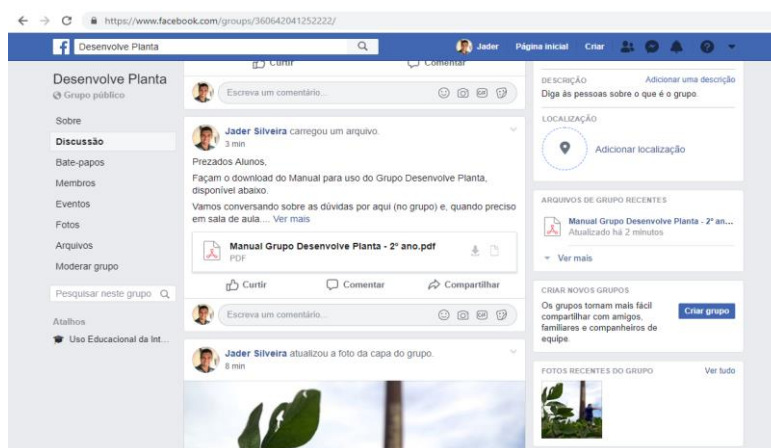 https://www.facebook.com/groups/360642041252222/
Desenvolve Planta
Jader
Página inicial
Criar
Desenvolve Planta
Grupo público
Sobre
Discussão
Bate-papos
Membros
Eventos
Fotos
Arquivos
Moderar grupo
Pesquisar neste grupo
Atalhos
Uso Educacional da Int...
Curtir
Comentar
Escreva um comentário...
Jader Silveira carregou um arquivo.
3 min
Prezados Alunos,
Façam o download do Manual para uso do Grupo Desenvolve Planta,
disponível abaixo.
Vamos conversando sobre as dúvidas por aqui (no grupo) e, quando preciso
em sala de aula.... Ver mais
Manual Grupo Desenvolve Planta - 2º ano.pdf
PDF
Curtir
Comentar
Compartilhar
Escreva um comentário...
Jader Silveira atualizou a foto da capa do grupo.
8 min
DESCRIÇÃO
Adicionar uma descrição
Diga às pessoas sobre o que é o grupo.
LOCALIZAÇÃO
Adicionar localização
ARQUIVOS DE GRUPO RECENTES
Manual Grupo Desenvolve Planta - 2º an...
Atualizado há 2 minutos
Ver mais
CRIAR NOVOS GRUPOS
Os grupos tornam mais fácil
compartilhar com amigos,
familiares e companheiros de
equipe.
Criar grupo
FOTOS RECENTES DO GRUPO
Ver tudo